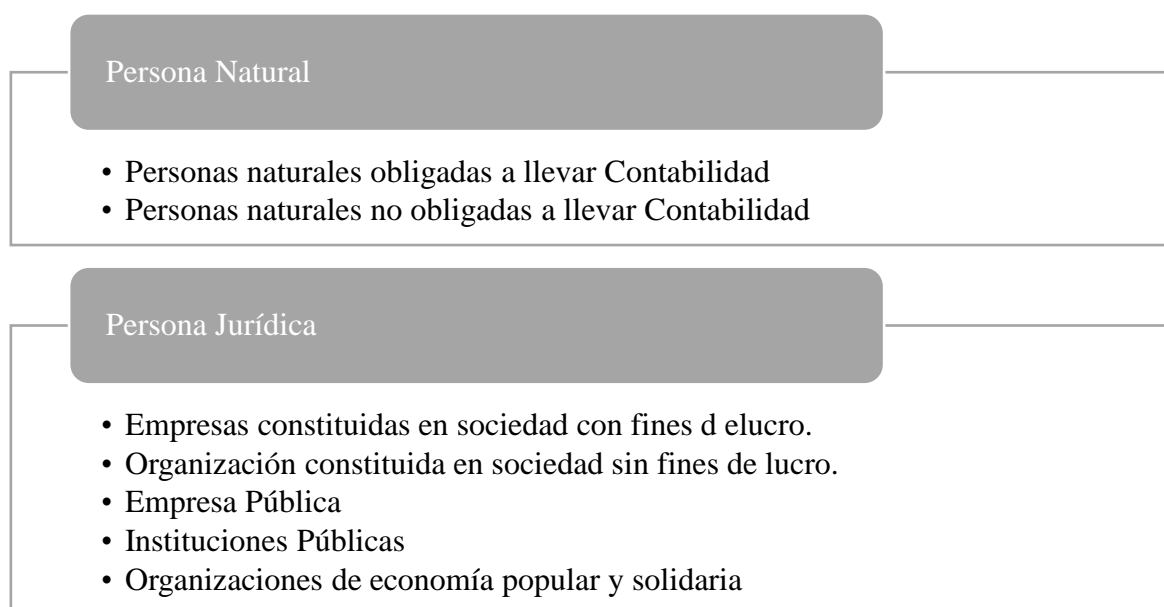 Persona Natural
• Personas naturales obligadas a llevar Contabilidad
• Personas naturales no obligadas a llevar Contabilidad
Persona Jurídica
• Empresas constituidas en sociedad con fines d elucro.
• Organización constituida en sociedad sin fines de lucro.
• Empresa Pública
• Instituciones Públicas
• Organizaciones de economía popular y solidaria